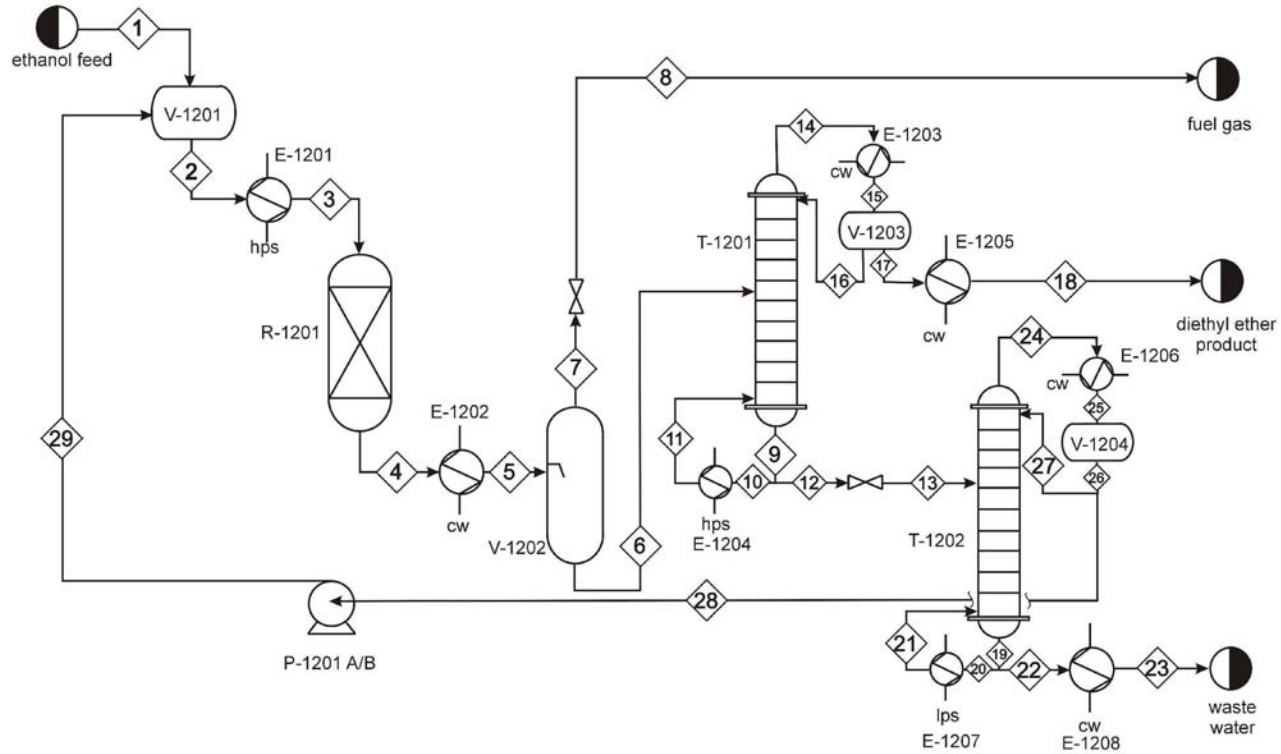 1
ethanol feed
V-1201
2
E-1201
3
hps
R-1201
4
E-1202
5
cw
V-1202
6
7
8
fuel gas
14
E-1203
cw
15
T-1201
V-1203
16
17
E-1205
cw
18
diethyl ether
product
11
9
10
hps
E-1204
12
13
24
E-1206
cw
25
V-1204
26
27
T-1202
28
29
P-1201 A/B
21
19
20
lps
E-1207
22
cw
E-1208
23
waste
water